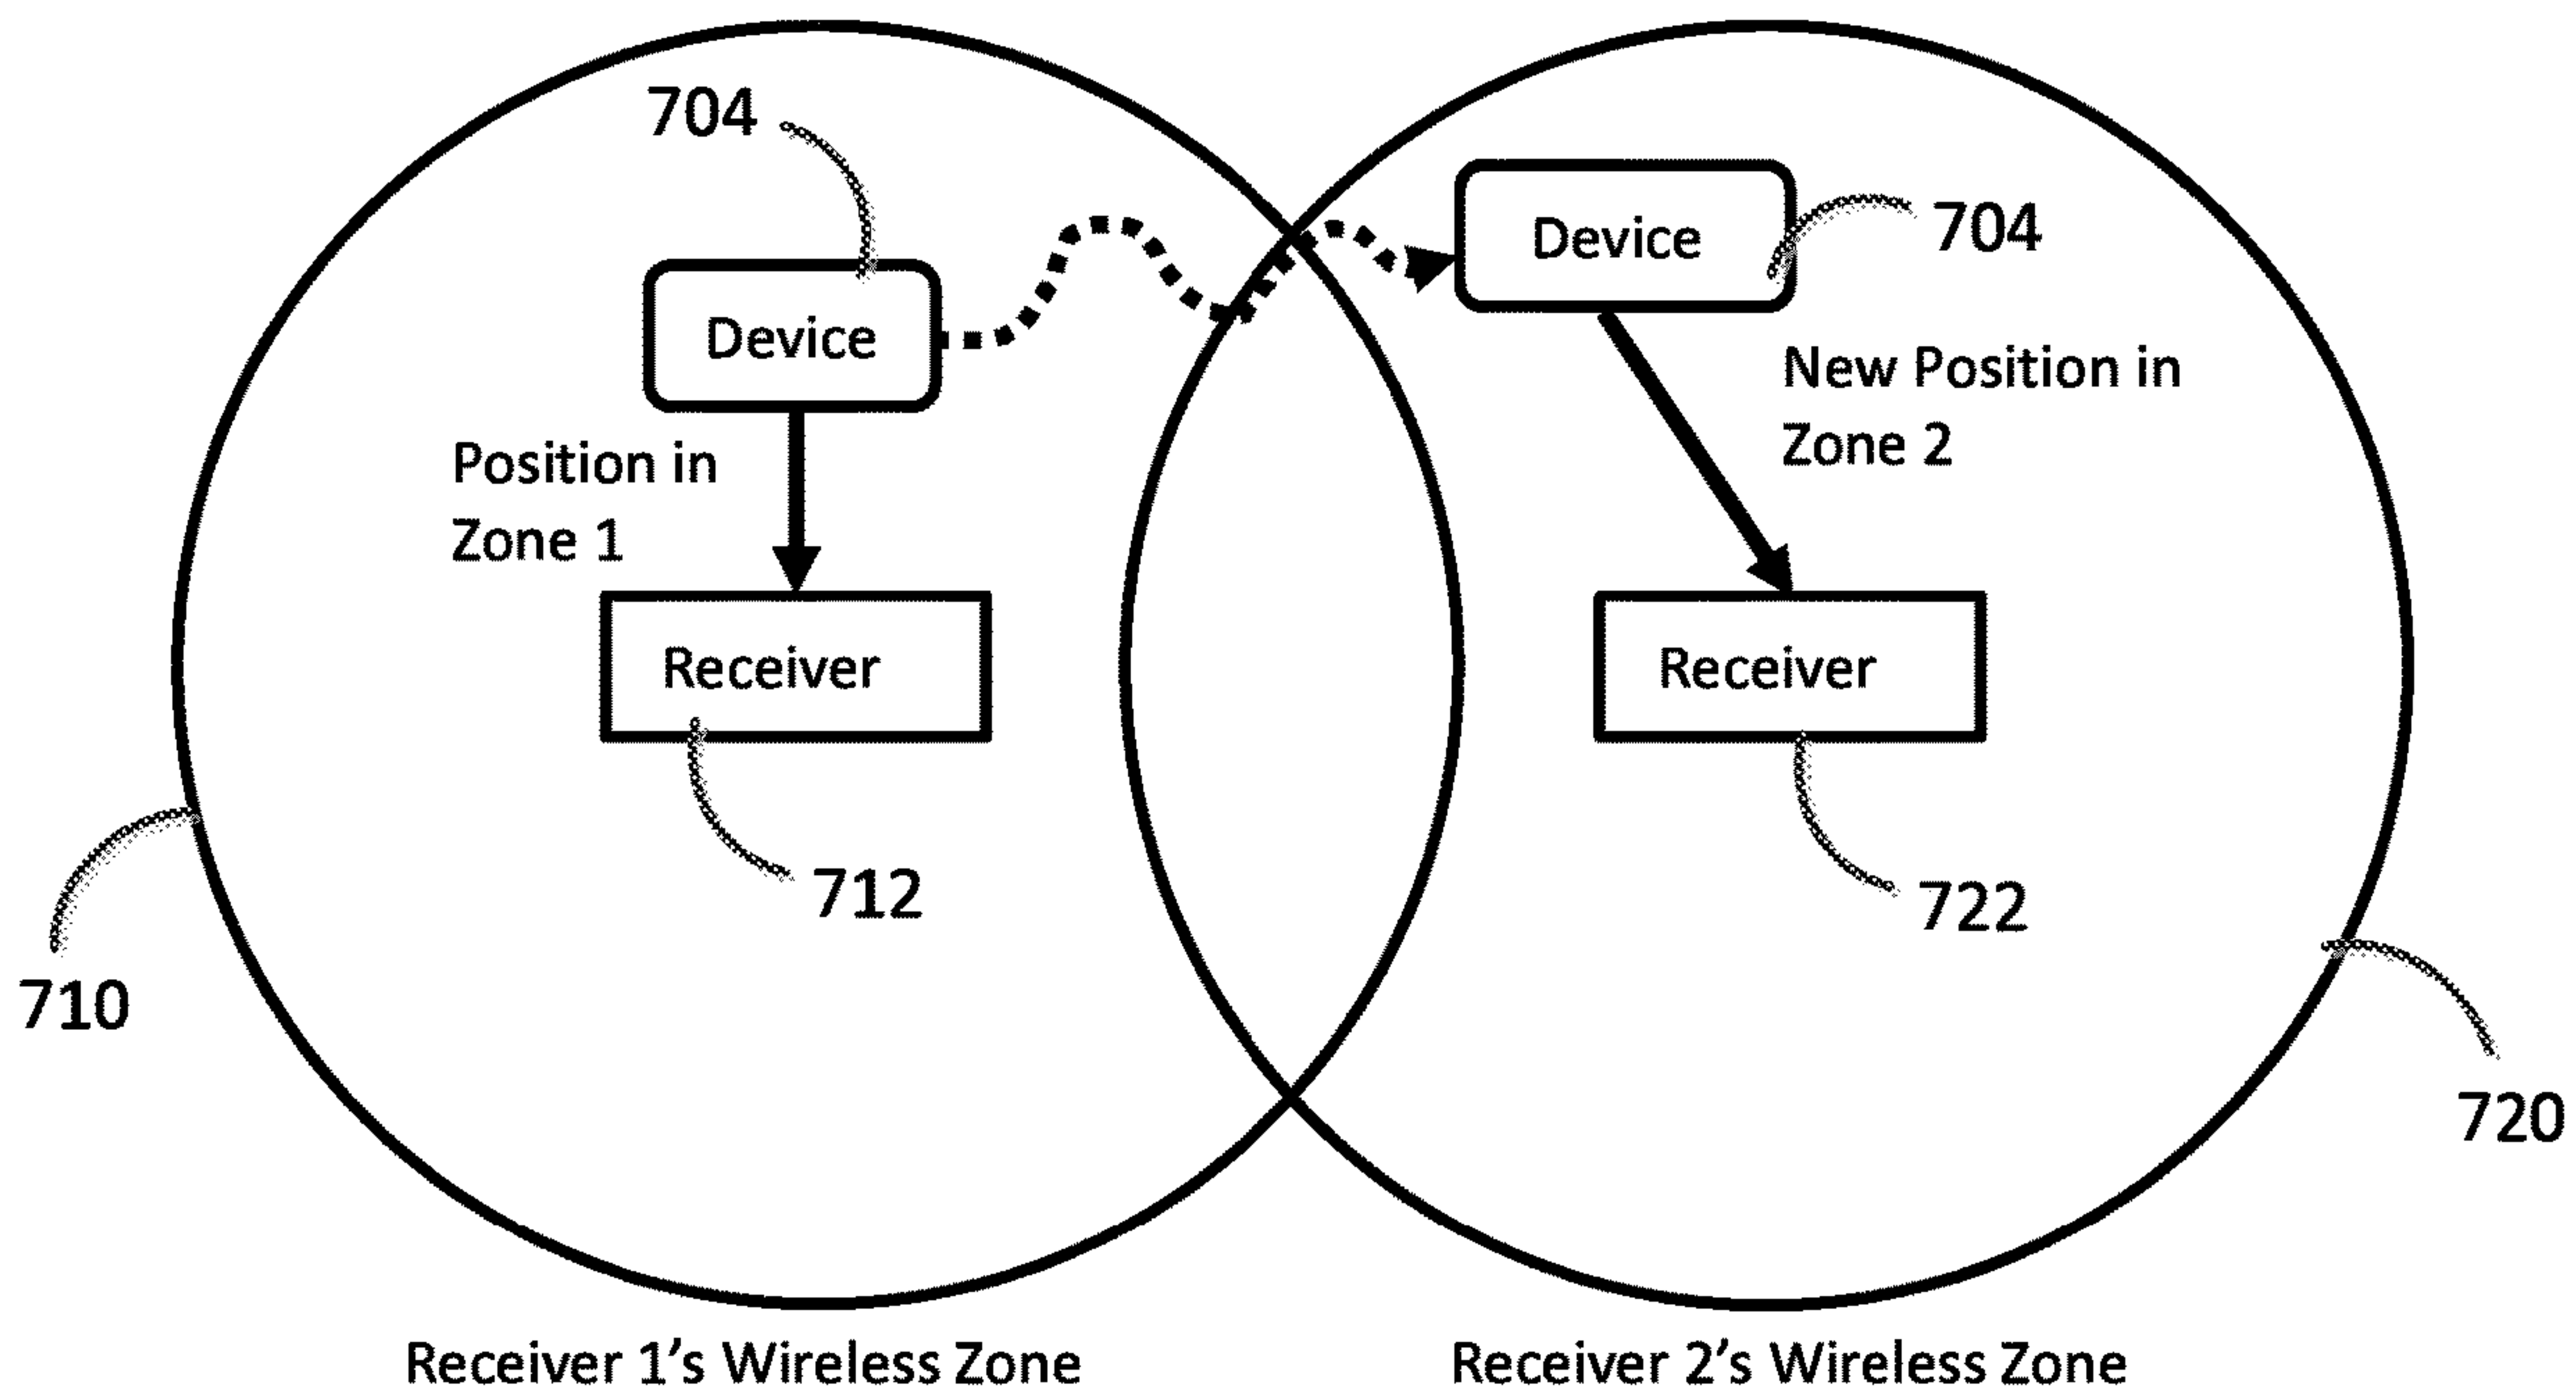 704
Device
Position in
Zone 1
Receiver
712
710
Device
704
New Position in
Zone 2
Receiver
722
720
Receiver 1's Wireless Zone
Receiver 2's Wireless Zone